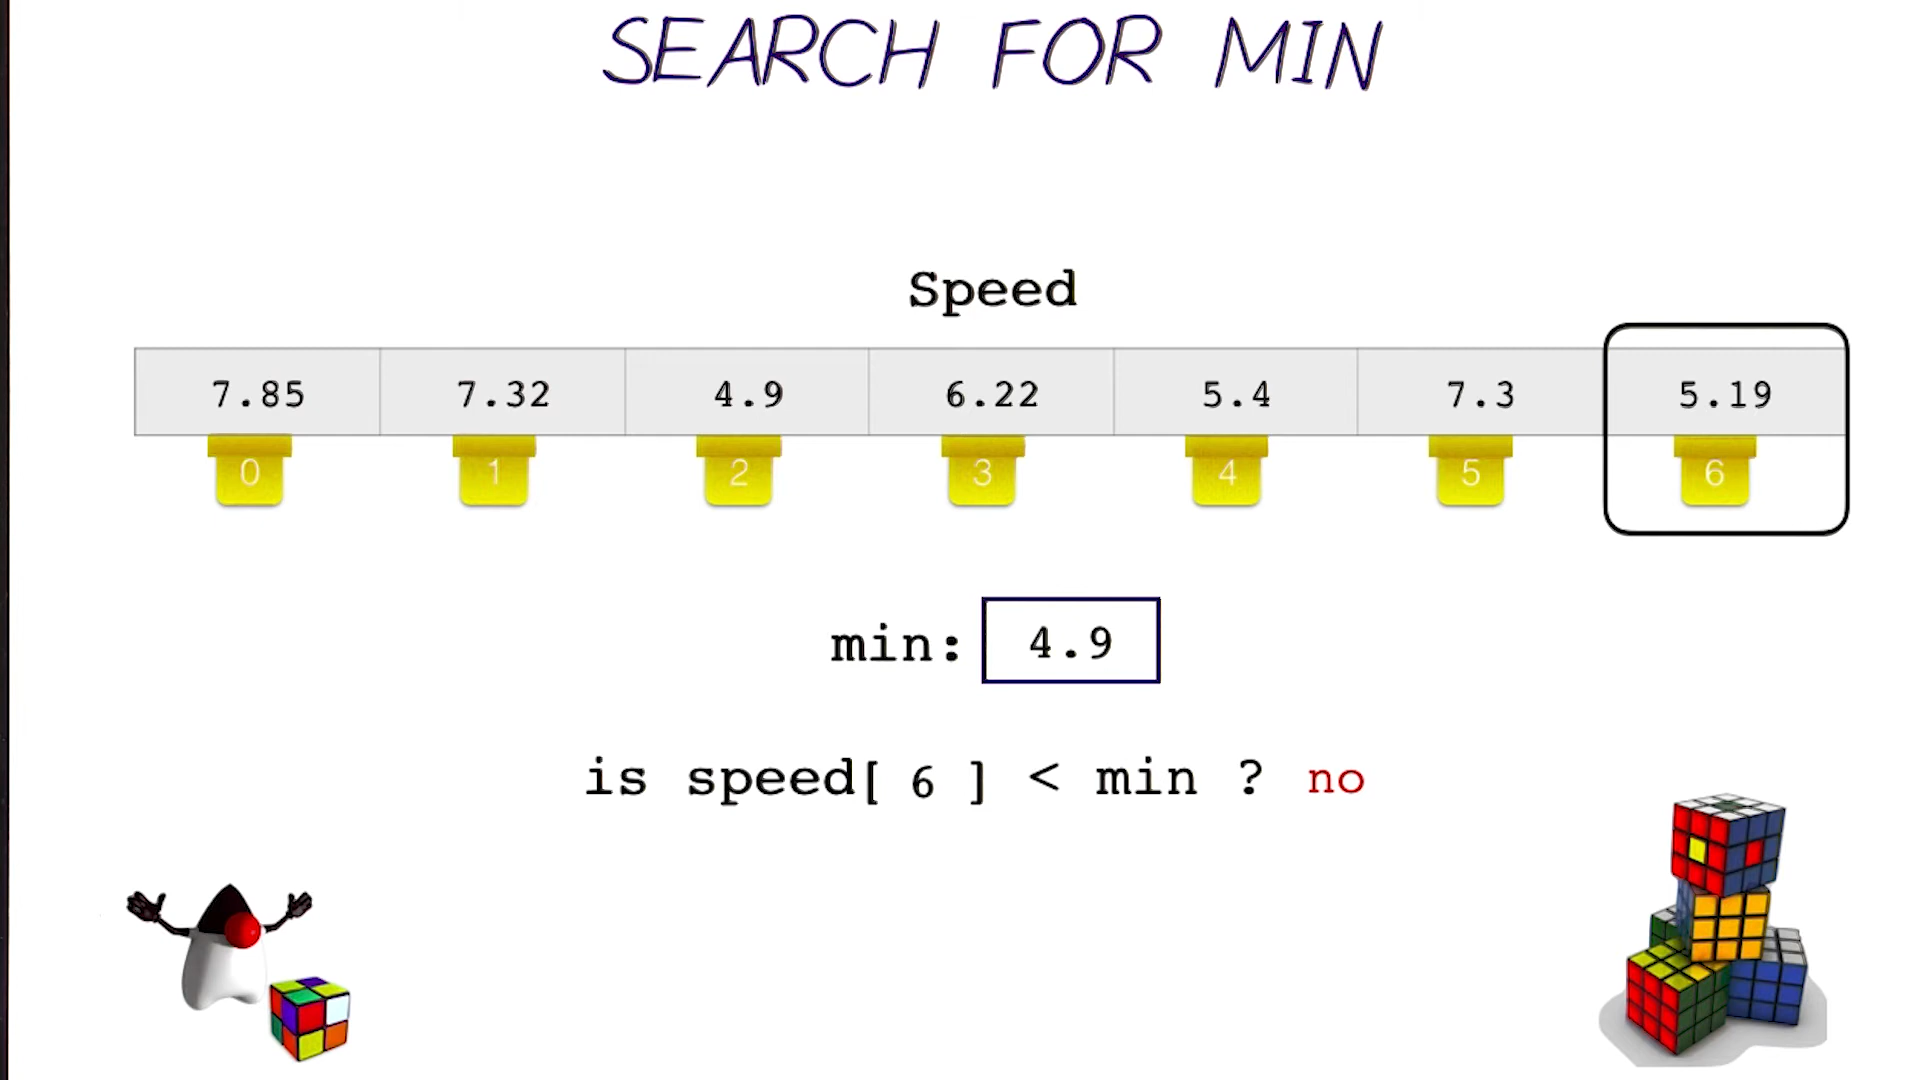 SEARCH FOR MIN
Speed
7.85 7.32 4.9 6.22 5.4 7.3 5.19
0 1 2 3 4 5 6
min: 4.9
is speed[ 6 ] < min ? no